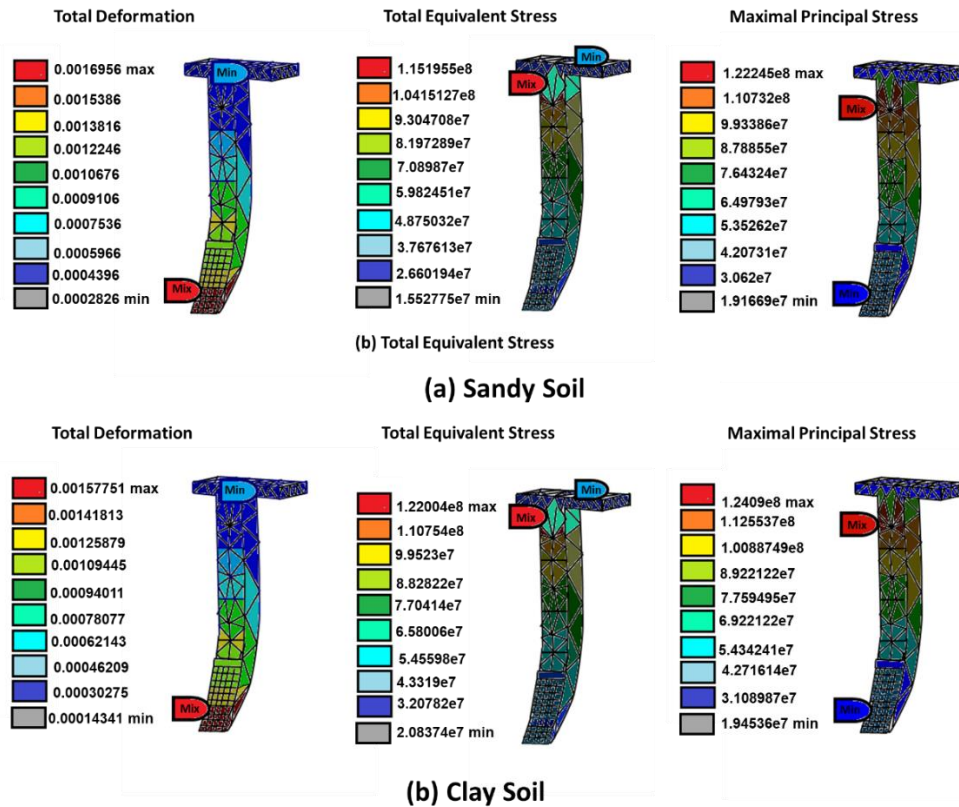 Total Deformation
0.0016956 max
0.0015386
0.0013816
0.0012246
0.0010676
0.0009106
0.0007536
0.0005966
0.0004396
0.0002826 min
Min
Mix
Total Equivalent Stress
1.151955e8
1.0415127e8
9.304708e7
8.197289e7
7.08987e7
5.982451e7
4.875032e7
3.767613e7
2.660194e7
1.552775e7 min
Min
Mix
Maximal Principal Stress
1.22245e8 max
1.10732e8
9.93386e7
8.78855e7
7.64324e7
6.49793e7
5.35262e7
4.20731e7
3.062e7
1.91669e7 min
Mix
Min
(b) Total Equivalent Stress
(a) Sandy Soil
Total Deformation
0.00157751 max
0.00141813
0.00125879
0.00109445
0.00094011
0.00078077
0.00062143
0.00046209
0.00030275
0.00014341 min
Min
Mix
Total Equivalent Stress
1.22004e8
1.10754e8
9.9523e7
8.82822e7
7.70414e7
6.58006e7
5.45598e7
4.3319e7
3.20782e7
2.08374e7 min
Min
Mix
Maximal Principal Stress
1.2409e8 max
1.125537e8
1.0088749e8
8.922122e7
7.759495e7
6.922122e7
5.434241e7
4.271614e7
3.108987e7
1.94536e7 min
Mix
Min
(b) Clay Soil